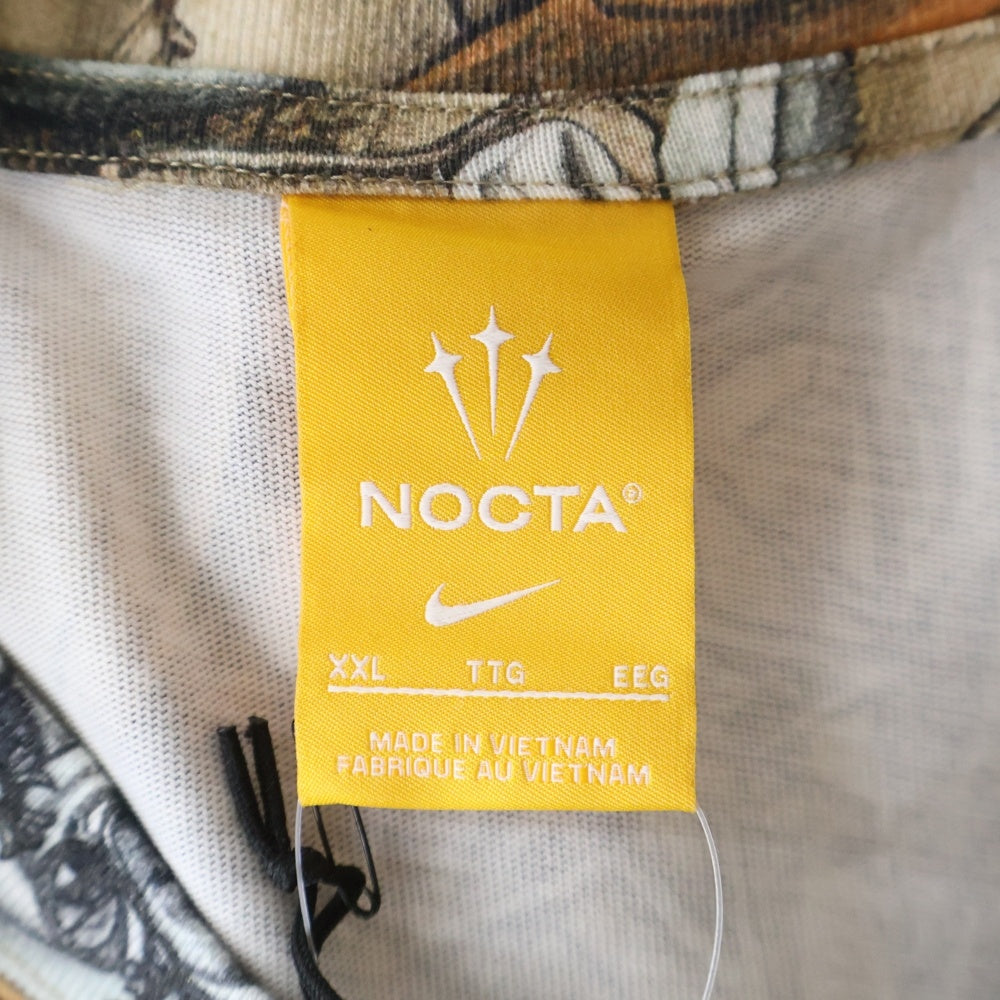 NOCTA®
XXL TTG EEG
MADE IN VIETNAM
FABRIQUE AU VIETNAM